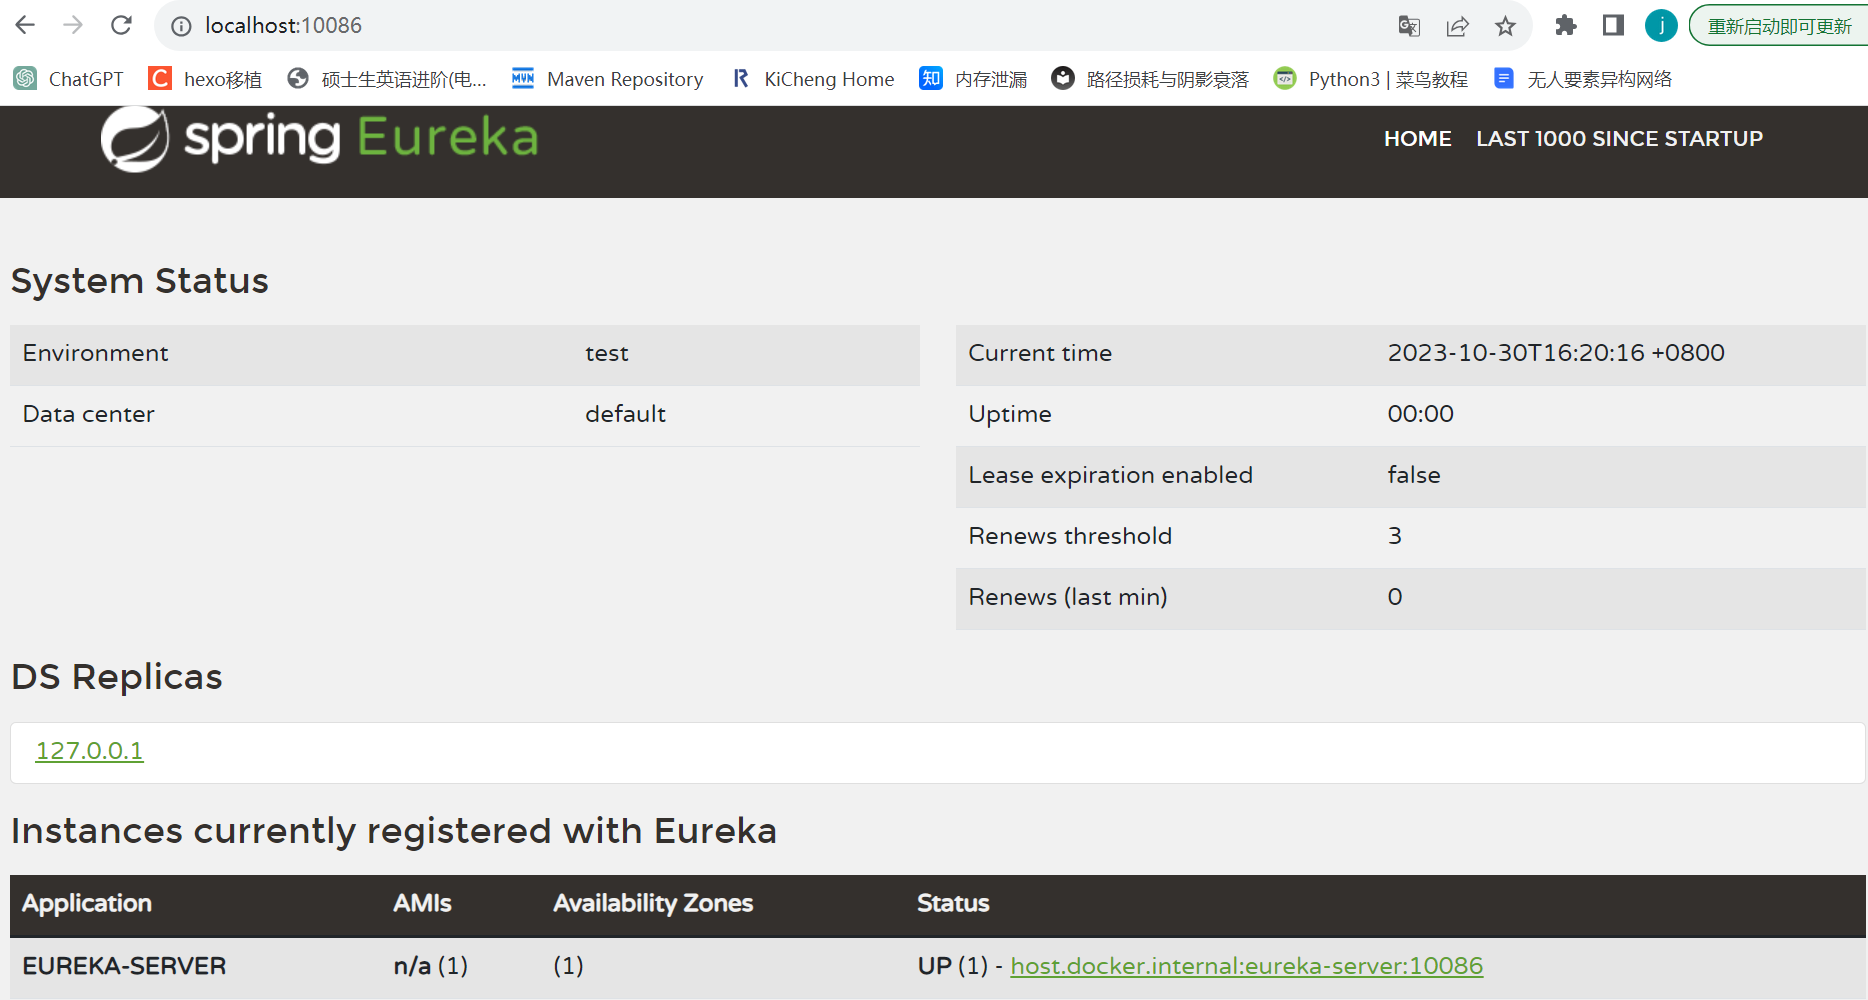 localhost:10086
j
重新启动即可更新
ChatGPT
hexo移植
硕士生英语进阶(电...
Maven Repository
KiCheng Home
知 内存泄漏
路径损耗与阴影衰落
Python3 | 菜鸟教程
无人要素异构网络
spring Eureka
HOME
LAST 1000 SINCE STARTUP
System Status
Environment test
Data center default
Current time 2023-10-30T16:20:16 +0800
Uptime 00:00
Lease expiration enabled false
Renews threshold 3
Renews (last min) 0
DS Replicas
127.0.0.1
Instances currently registered with Eureka
Application AMIs Availability Zones Status
EUREKA-SERVER n/a (1) (1) UP (1) - host.docker.internal:eureka-server:10086